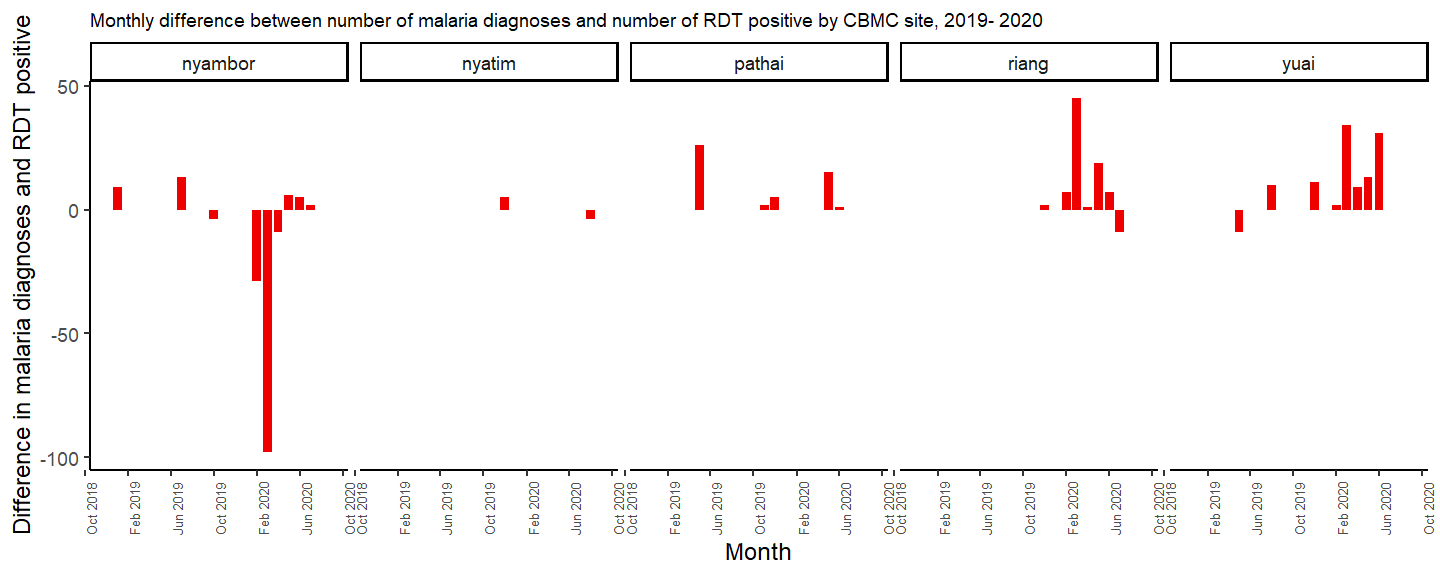 Monthly difference between number of malaria diagnoses and number of RDT positive by CBMC site, 2019- 2020
Difference in malaria diagnoses and RDT positive
nyambor
nyatim
pathai
riang
yuai
50
0
-50
-100
Oct 2018
Feb 2019
Jun 2019
Oct 2019
Feb 2020
Jun 2020
Oct 2020
Oct 2018
Feb 2019
Jun 2019
Oct 2019
Feb 2020
Jun 2020
Oct 2020
Oct 2018
Feb 2019
Jun 2019
Oct 2019
Feb 2020
Jun 2020
Oct 2020
Oct 2018
Feb 2019
Jun 2019
Oct 2019
Feb 2020
Jun 2020
Oct 2020
Oct 2018
Feb 2019
Jun 2019
Oct 2019
Feb 2020
Jun 2020
Oct 2020
Month